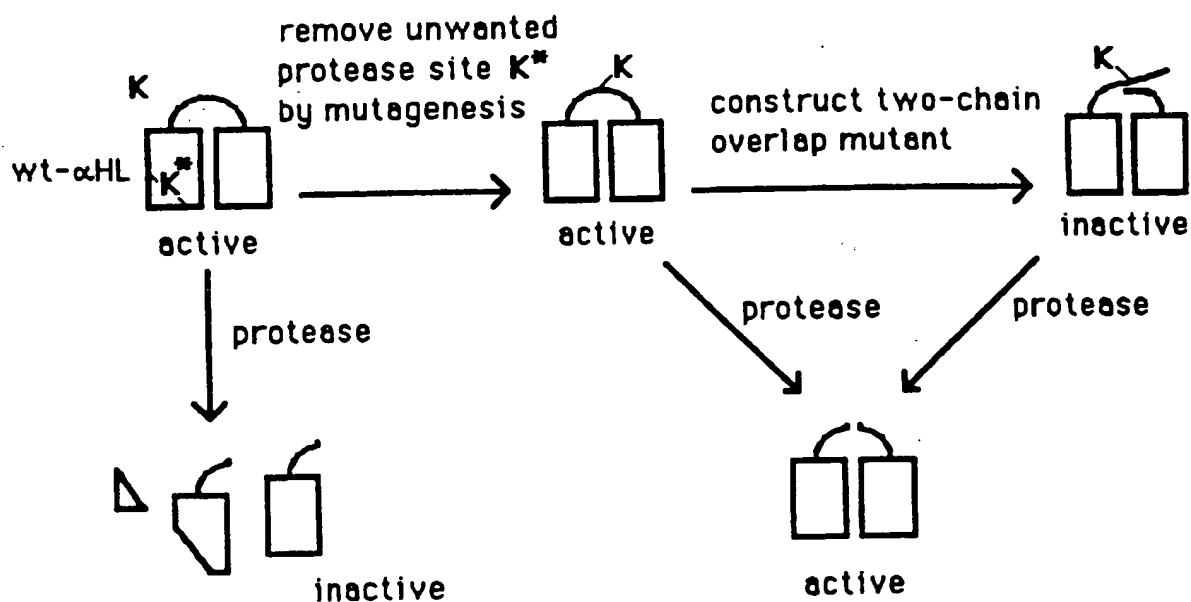 remove unwanted
protease site K*
by mutagenesis
K
K
K
construct two-chain
overlap mutant
wt-αHL
K*
active
active
inactive
protease
protease
protease
inactive
active